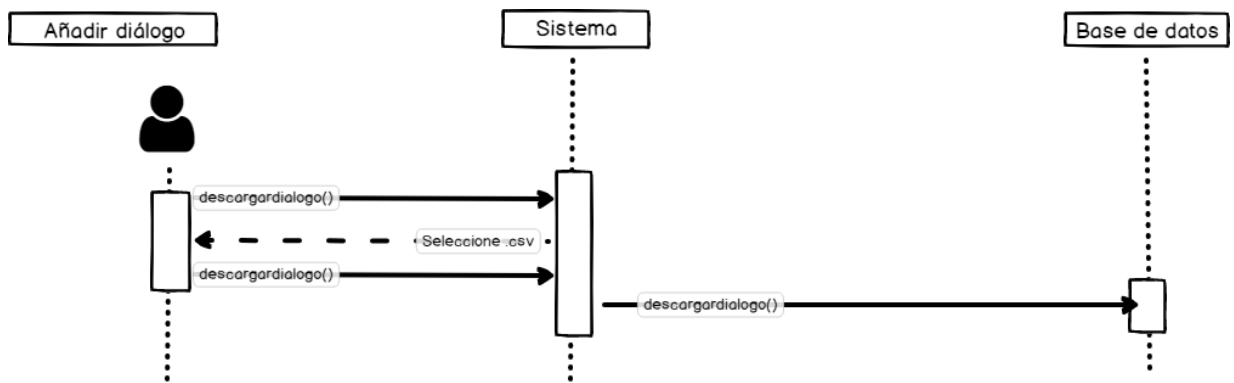 Añadir diálogo
Sistema
Base de datos
descargardialogo()
Seleccione .csv
descargardialogo()
descargardialogo()